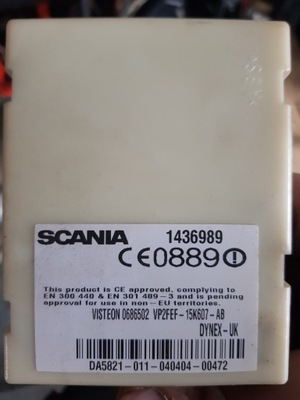 SCANIA 1436989
CE0889
This product is CE approved, complying to
EN 300 440 & EN 301 489-3 and is pending
approval for use in non-EU territories.
VISTEON 0686502 VP2FEF-15K607-AB
DYNEX-UK
DA5821-011-040404-00472